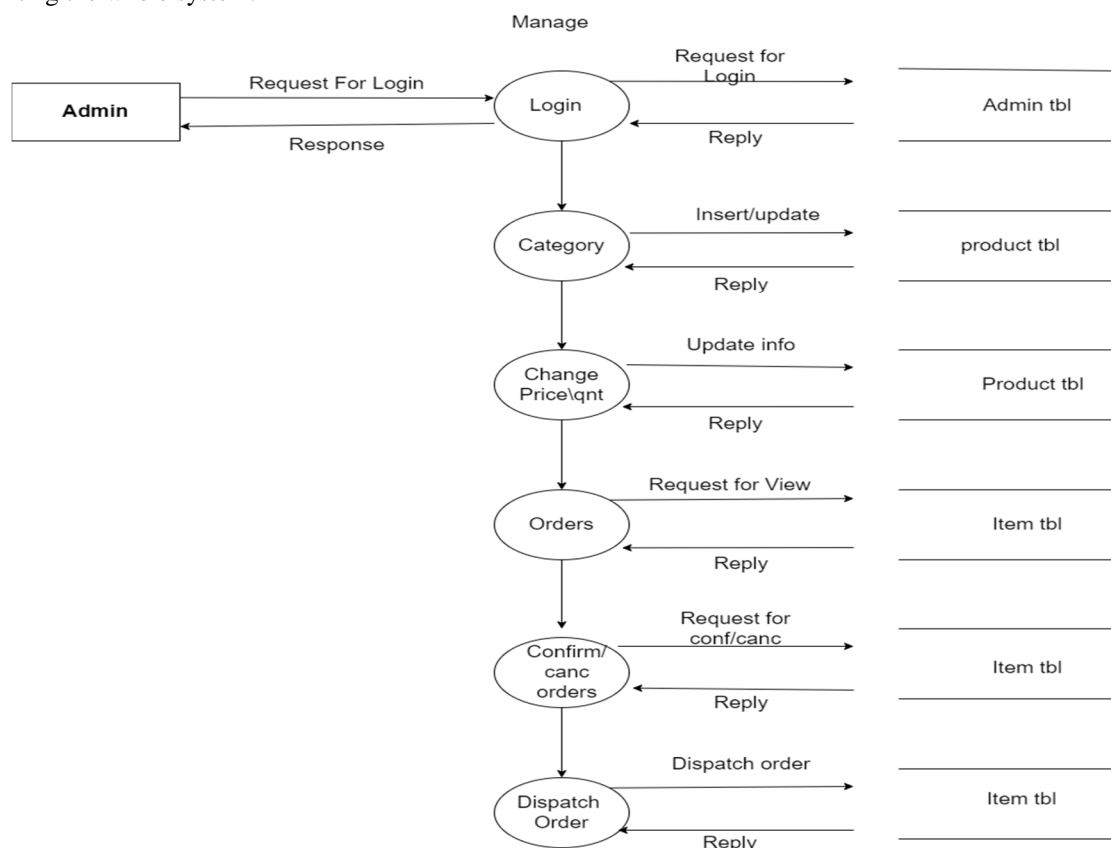 Manage
Request For Login
Request for
Login
Admin
Login
Admin tbl
Response
Reply
Insert/update
Category
product tbl
Reply
Update info
Change
Price\qnt
Product tbl
Reply
Request for View
Orders
Item tbl
Reply
Request for
conf/canc
Confirm/
canc
orders
Item tbl
Reply
Dispatch order
Dispatch
Order
Item tbl
Reply